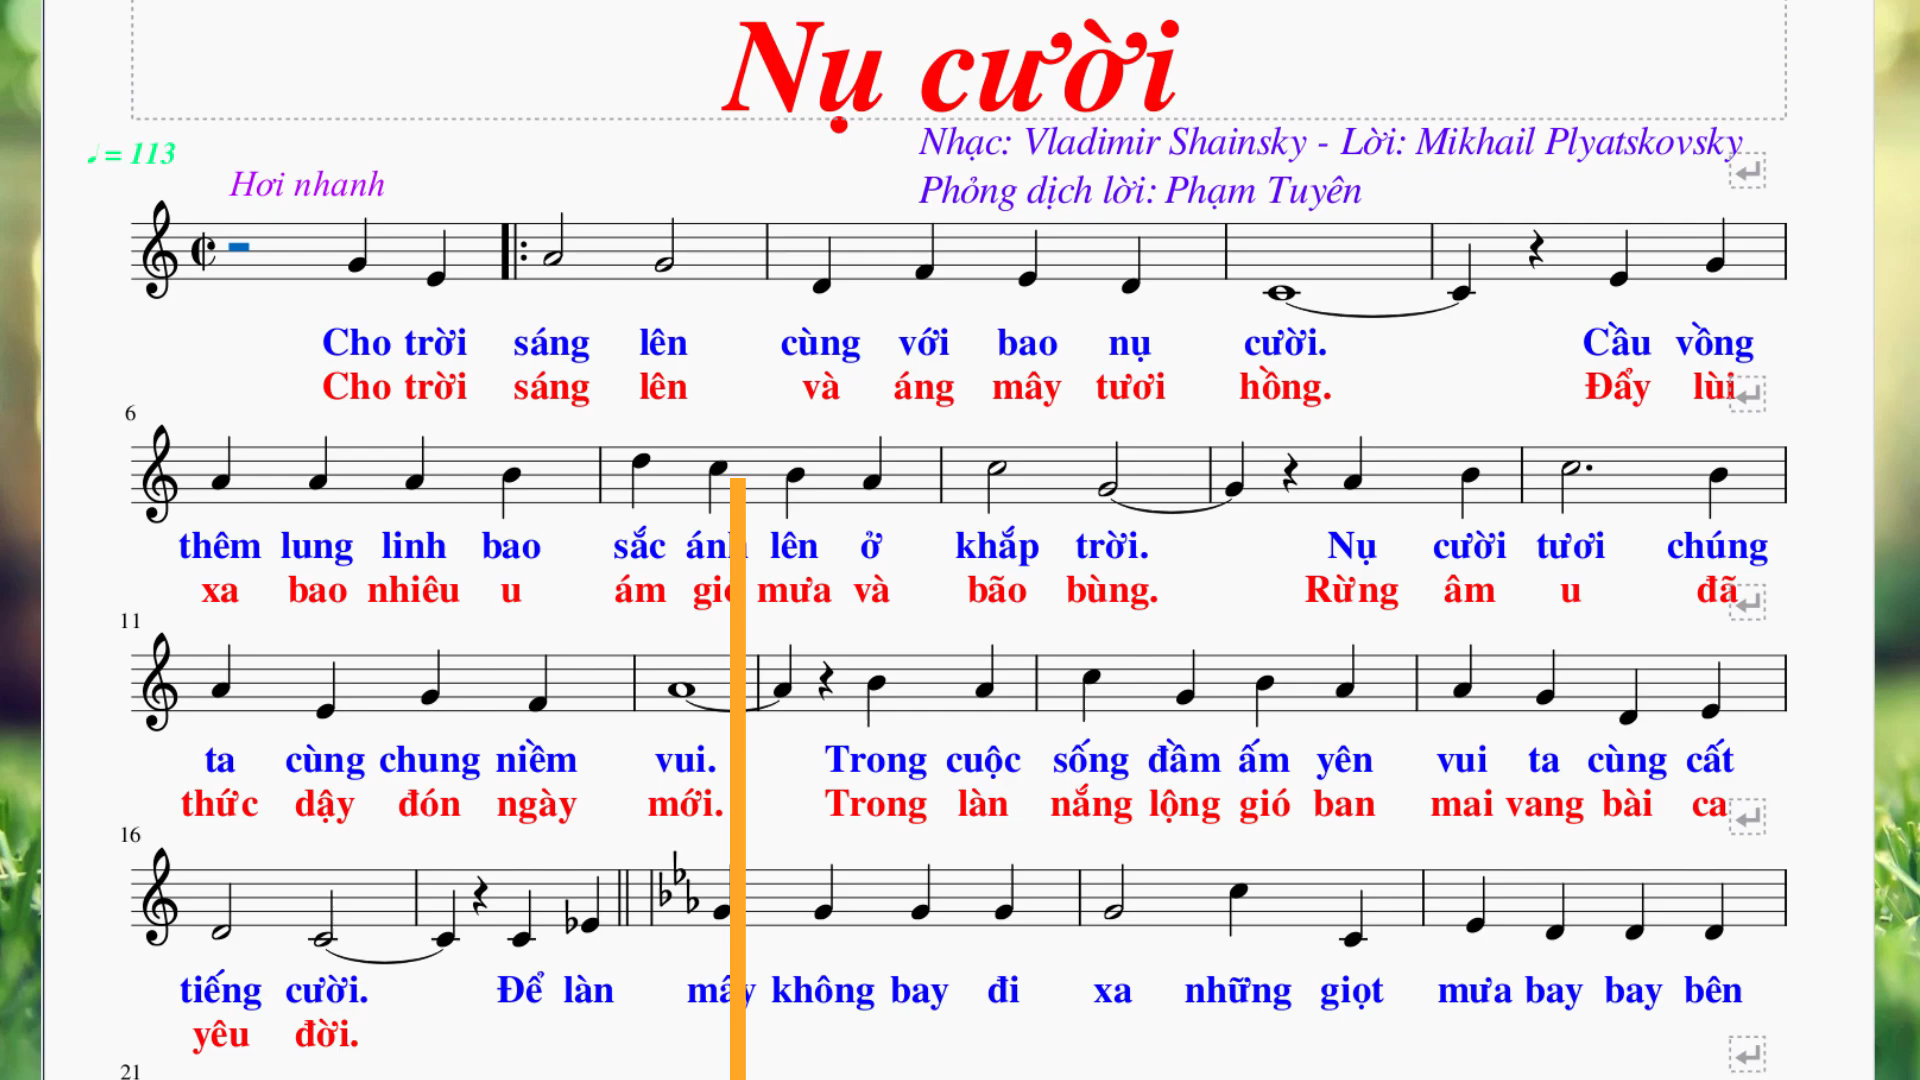 Nụ cười
Nhạc: Vladimir Shainsky - Lời: Mikhail Plyatskovsky
♩ = 113
Hơi nhanh
Phỏng dịch lời: Phạm Tuyên
Cho trời sáng lên cùng với bao nụ cười. Cầu vồng
Cho trời sáng lên và áng mây tươi hồng. Đẩy lùi
6
thêm lung linh bao sắc ánh lên ở khắp trời. Nụ cười tươi chúng
xa bao nhiêu u ám gió mưa và bão bùng. Rừng âm u đã
11
ta cùng chung niềm vui. Trong cuộc sống đầm ấm yên vui ta cùng cất
thức dậy đón ngày mới. Trong làn nắng lộng gió ban mai vang bài ca
16
tiếng cười. Để làn mây không bay đi xa những giọt mưa bay bay bên
yêu đời.
21